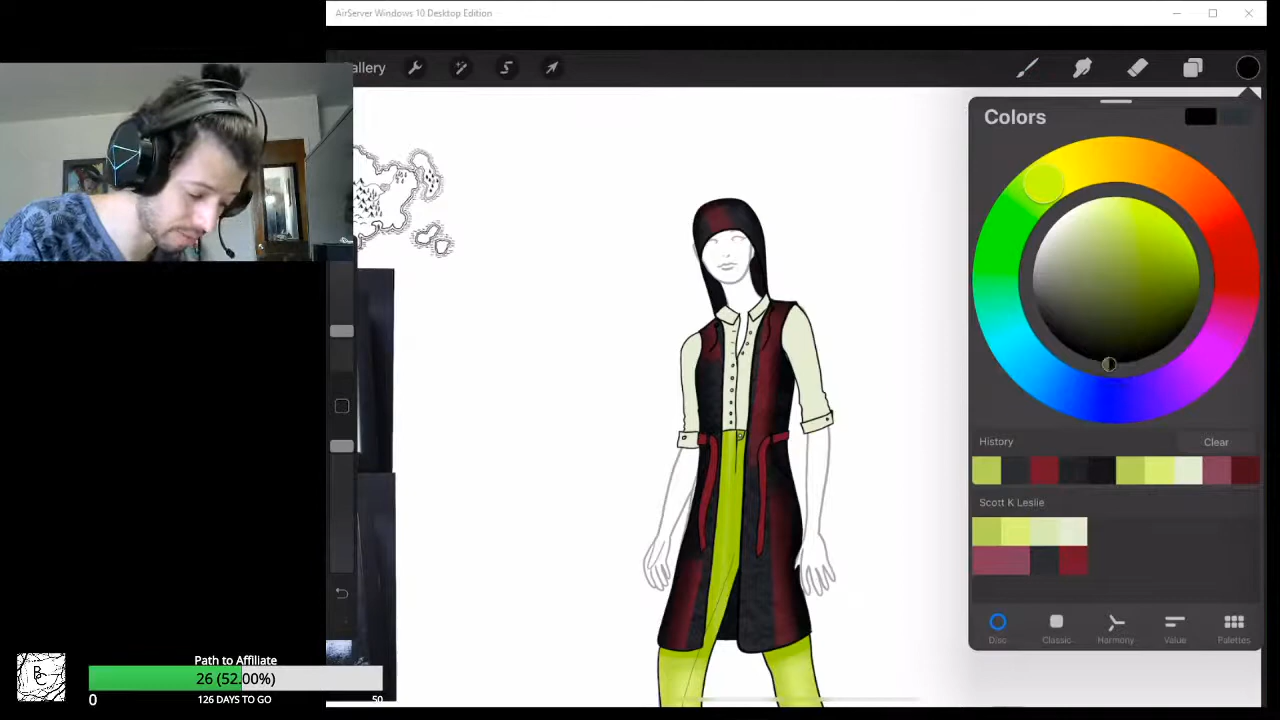 AirServer Windows 10 Desktop Edition
allery
Colors
History
Clear
Scott K Leslie
Disc
Classic
Harmony
Value
Palettes
Path to Affiliate
26 (52.00%)
0
126 DAYS TO GO
50